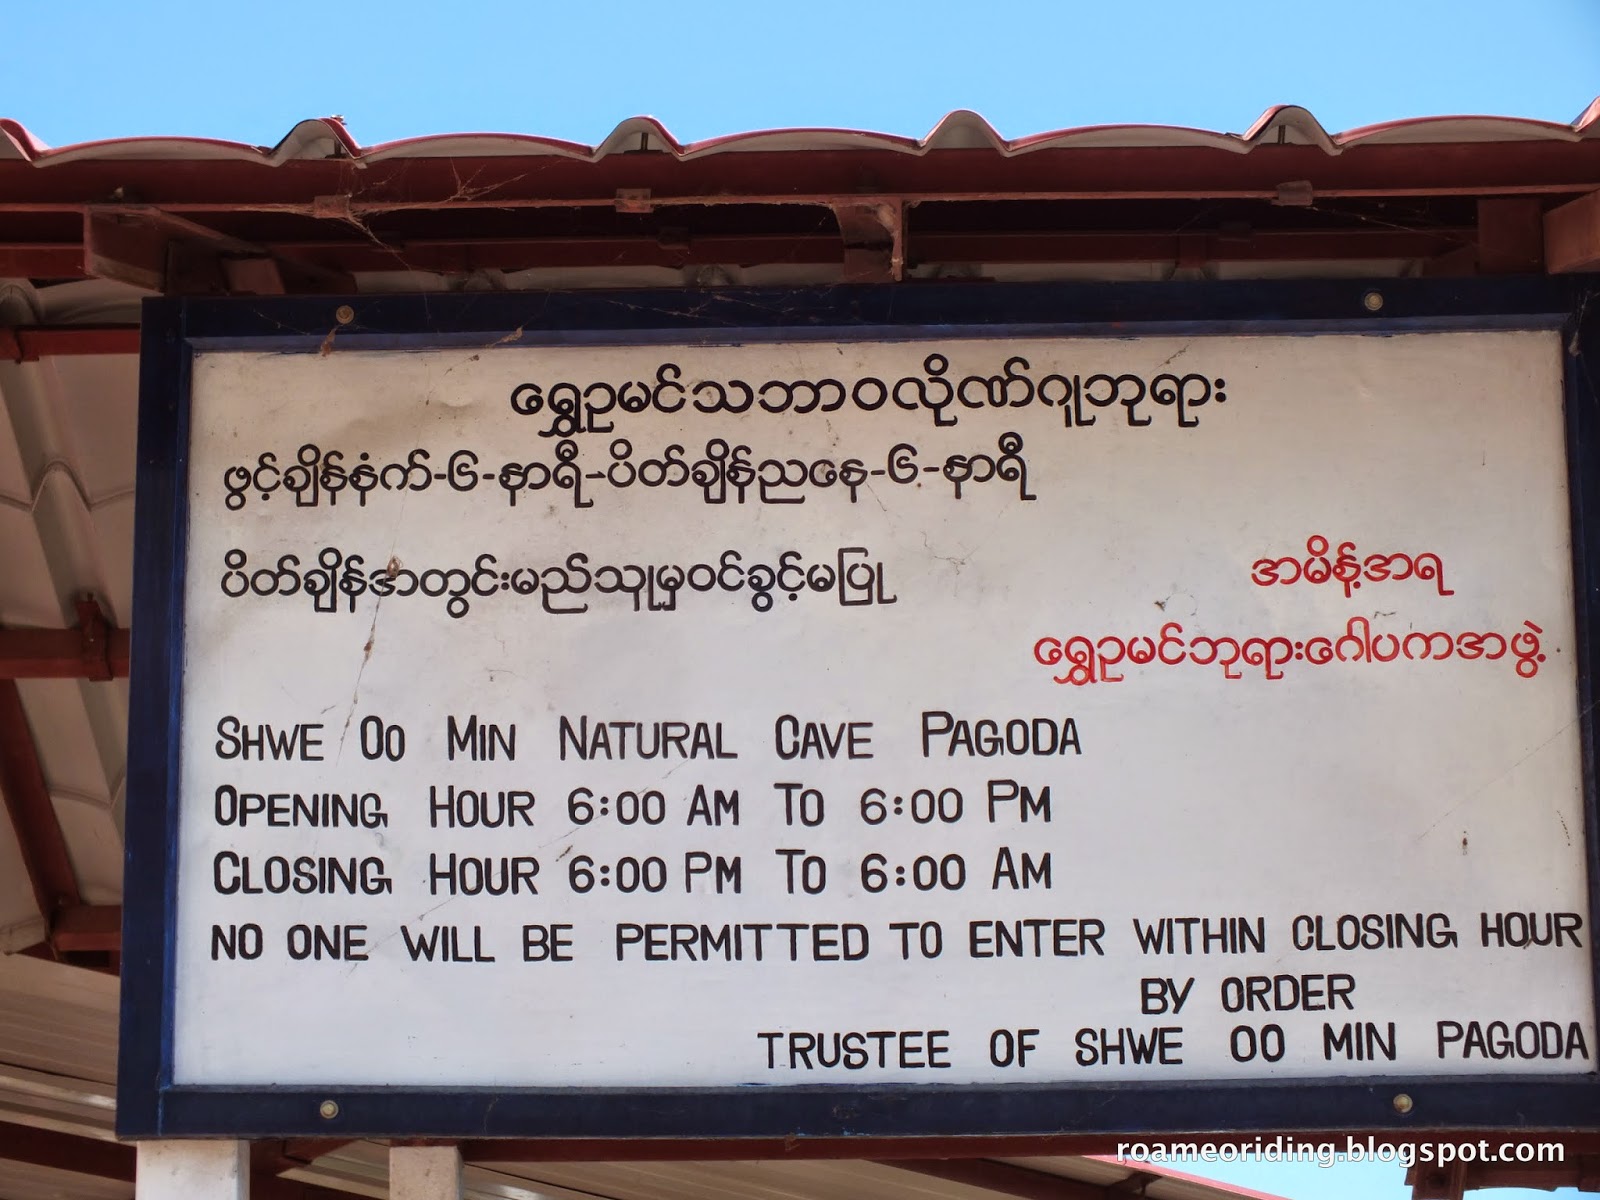 ရွှေဥမင်သဘာဝလိုဏ်ဂူဘုရား
ဖွင့်ချိန်နံနက်-၆-နာရီ-ပိတ်ချိန်ညနေ-၆-နာရီ
ပိတ်ချိန်အတွင်းမည်သူမျှဝင်ခွင့်မပြု
အမိန့်အရ
ရွှေဥမင်ဘုရားဂေါပကအဖွဲ့
SHWE OO MIN NATURAL CAVE PAGODA
OPENING HOUR 6:00 AM TO 6:00 PM
CLOSING HOUR 6:00 PM TO 6:00 AM
NO ONE WILL BE PERMITTED TO ENTER WITHIN CLOSING HOUR
BY ORDER
TRUSTEE OF SHWE OO MIN PAGODA
roameoriding.blogspot.com